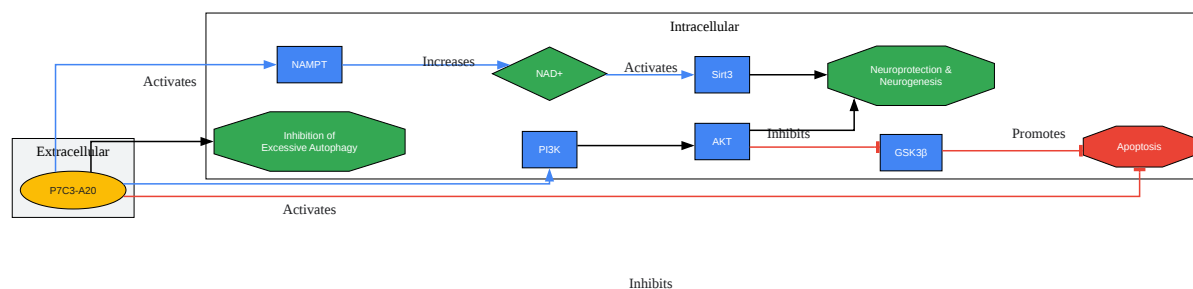 Intracellular
NAMPT
Increases
NAD+
Activates
Sirt3
Neuroprotection &
Neurogenesis
Activates
Inhibition of
Excessive Autophagy
PI3K
AKT
Inhibits
GSK3β
Promotes
Apoptosis
Extracellular
P7C3-A20
Activates
Inhibits